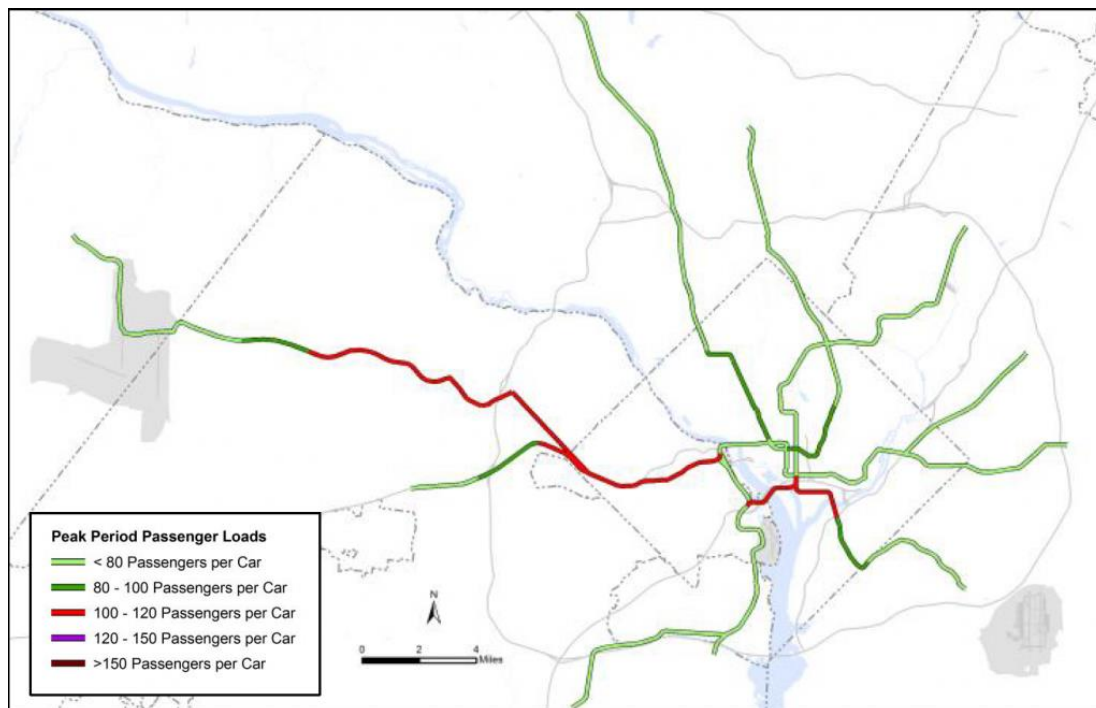 Peak Period Passenger Loads
< 80 Passengers per Car
80 - 100 Passengers per Car
100 - 120 Passengers per Car
120 - 150 Passengers per Car
>150 Passengers per Car
N
0 2 4
Miles